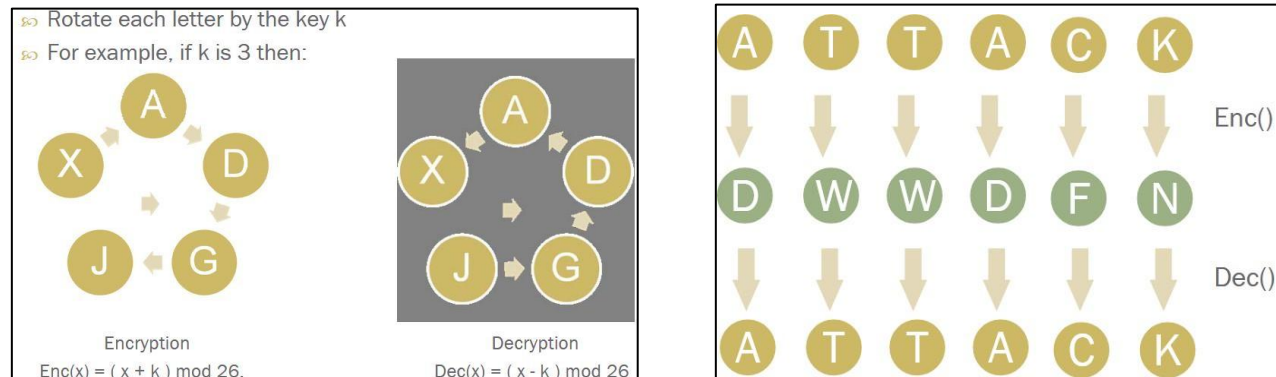 Rotate each letter by the key k
For example, if k is 3 then:
A
X D
J G
A
X D
J G
Encryption Decryption
Enc(x) = ( x + k ) mod 26. Dec(x) = ( x - k ) mod 26
A T T A C K
Enc()
D W W D F N
Dec()
A T T A C K